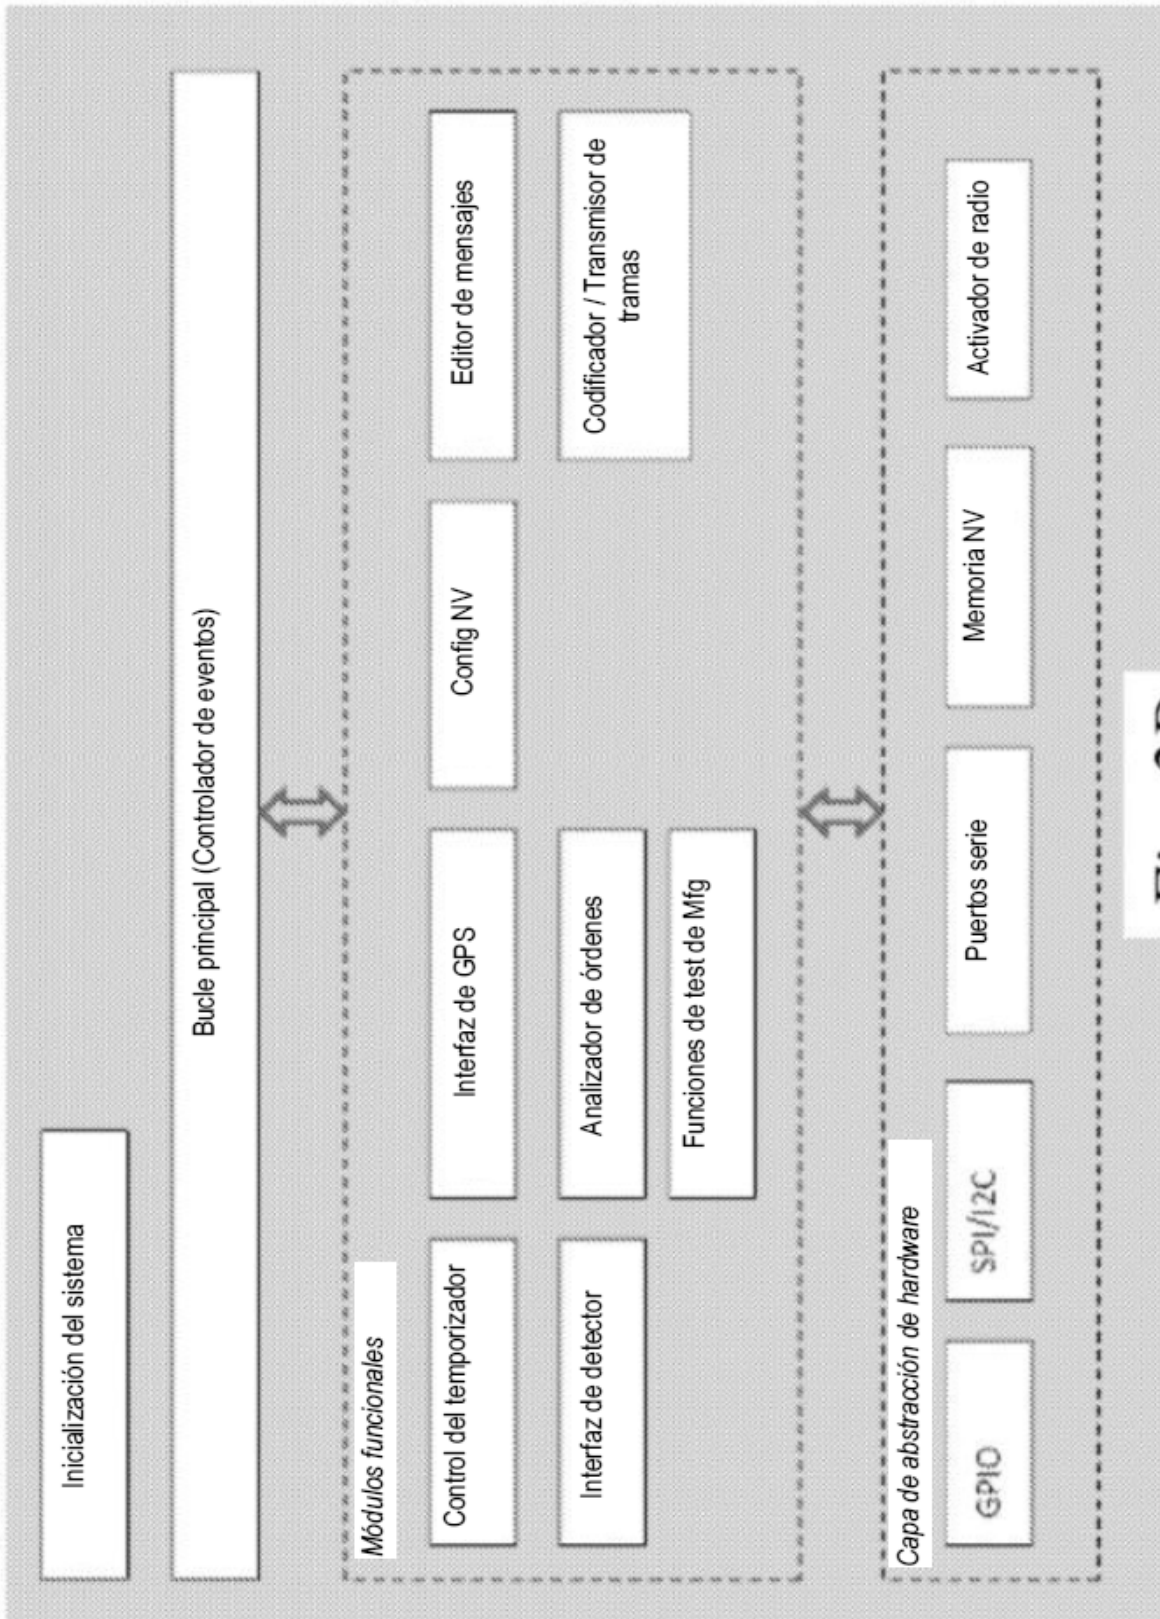 Inicialización del sistema
Bucle principal (Controlador de eventos)
Módulos funcionales
Control del temporizador
Interfaz de GPS
Config NV
Editor de mensajes
Interfaz de detector
Analizador de órdenes
Codificador / Transmisor de
tramas
Funciones de test de Mfg
Capa de abstracción de hardware
GPIO
SPI/I2C
Puertos serie
Memoria NV
Activador de radio